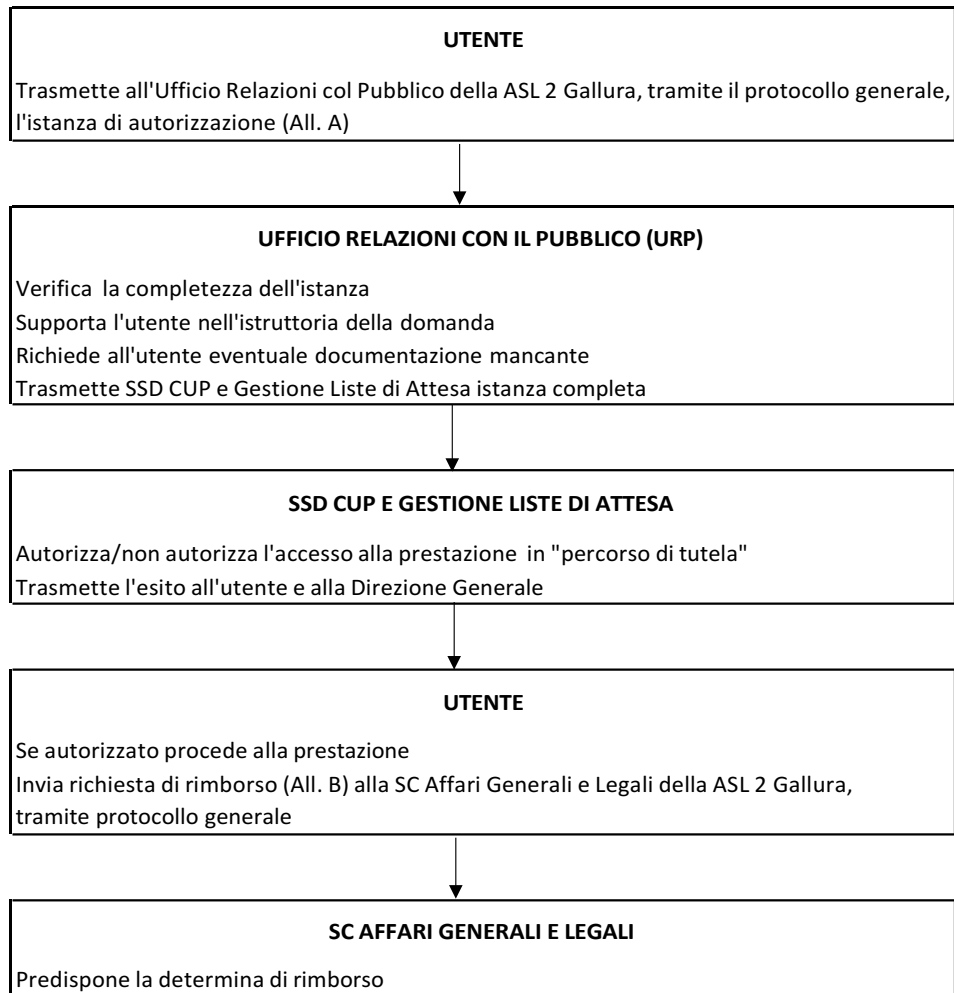 UTENTE
Trasmette all'Ufficio Relazioni col Pubblico della ASL 2 Gallura, tramite il protocollo generale,
l'istanza di autorizzazione (All. A)
UFFICIO RELAZIONI CON IL PUBBLICO (URP)
Verifica la completezza dell'istanza
Supporta l'utente nell'istruttoria della domanda
Richiede all'utente eventuale documentazione mancante
Trasmette SSD CUP e Gestione Liste di Attesa istanza completa
SSD CUP E GESTIONE LISTE DI ATTESA
Autorizza/non autorizza l'accesso alla prestazione in "percorso di tutela"
Trasmette l'esito all'utente e alla Direzione Generale
UTENTE
Se autorizzato procede alla prestazione
Invia richiesta di rimborso (All. B) alla SC Affari Generali e Legali della ASL 2 Gallura,
tramite protocollo generale
SC AFFARI GENERALI E LEGALI
Predispone la determina di rimborso